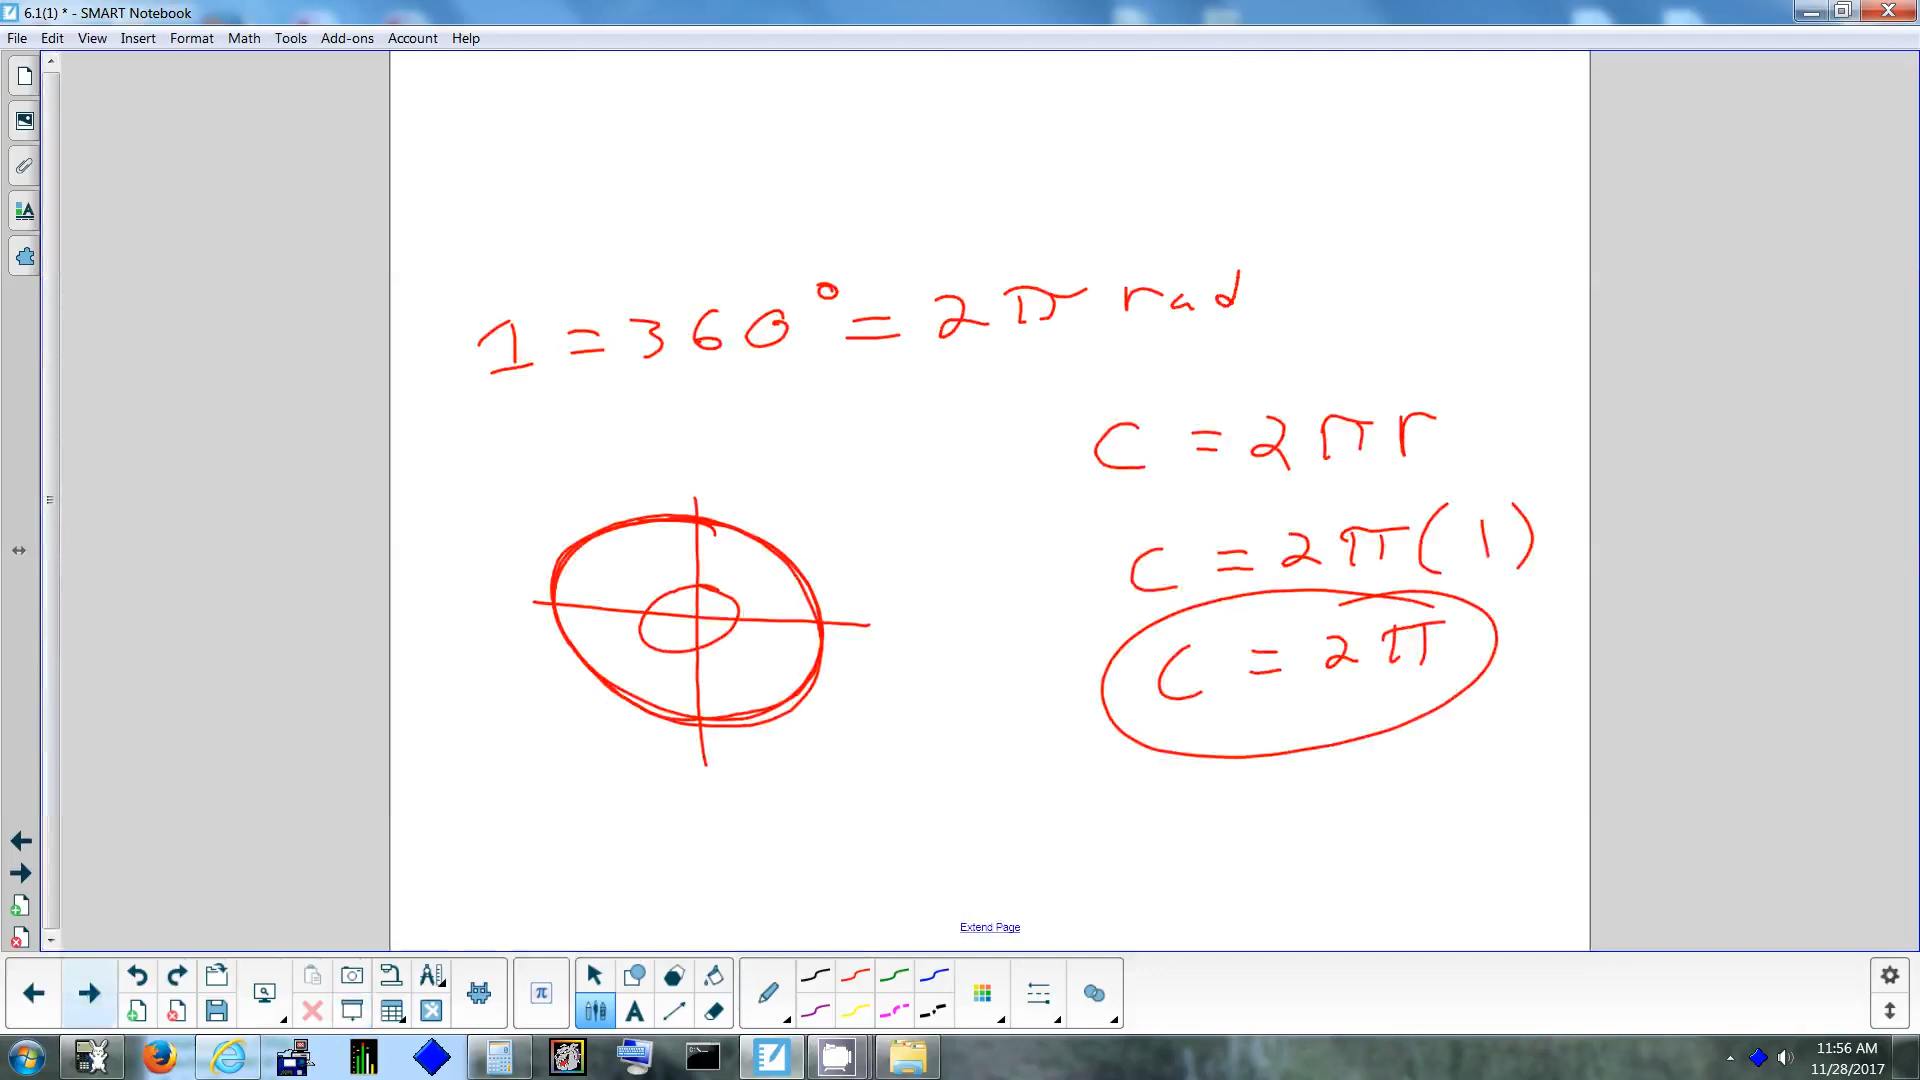 6.1(1) * - SMART Notebook
File Edit View Insert Format Math Tools Add-ons Account Help
1 = 360° = 2π rad
C = 2πr
C = 2π(1)
C = 2π
Extend Page
π
A
11:56 AM
11/28/2017